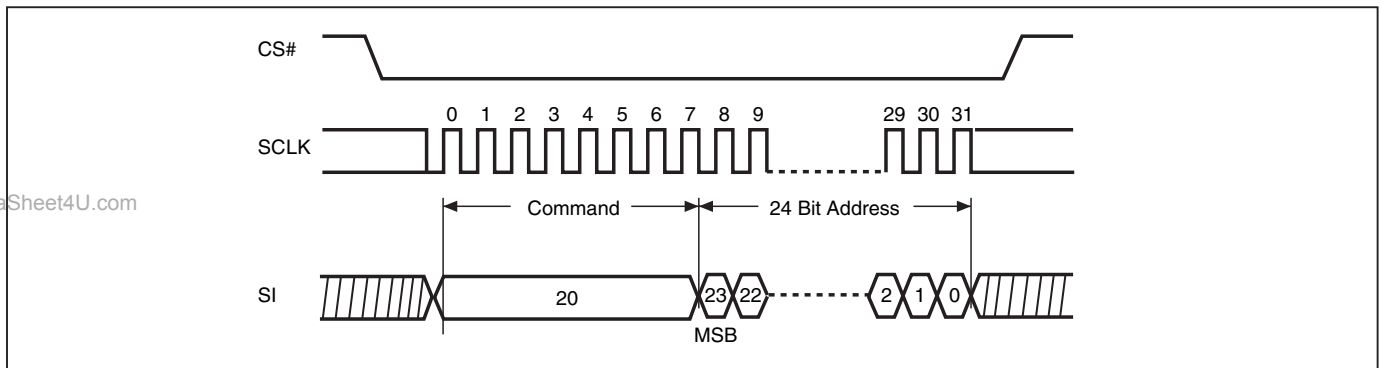 CS#
0 1 2 3 4 5 6 7 8 9 29 30 31
SCLK
aSheet4U.com
Command 24 Bit Address
SI 20 23 22 2 1 0
MSB